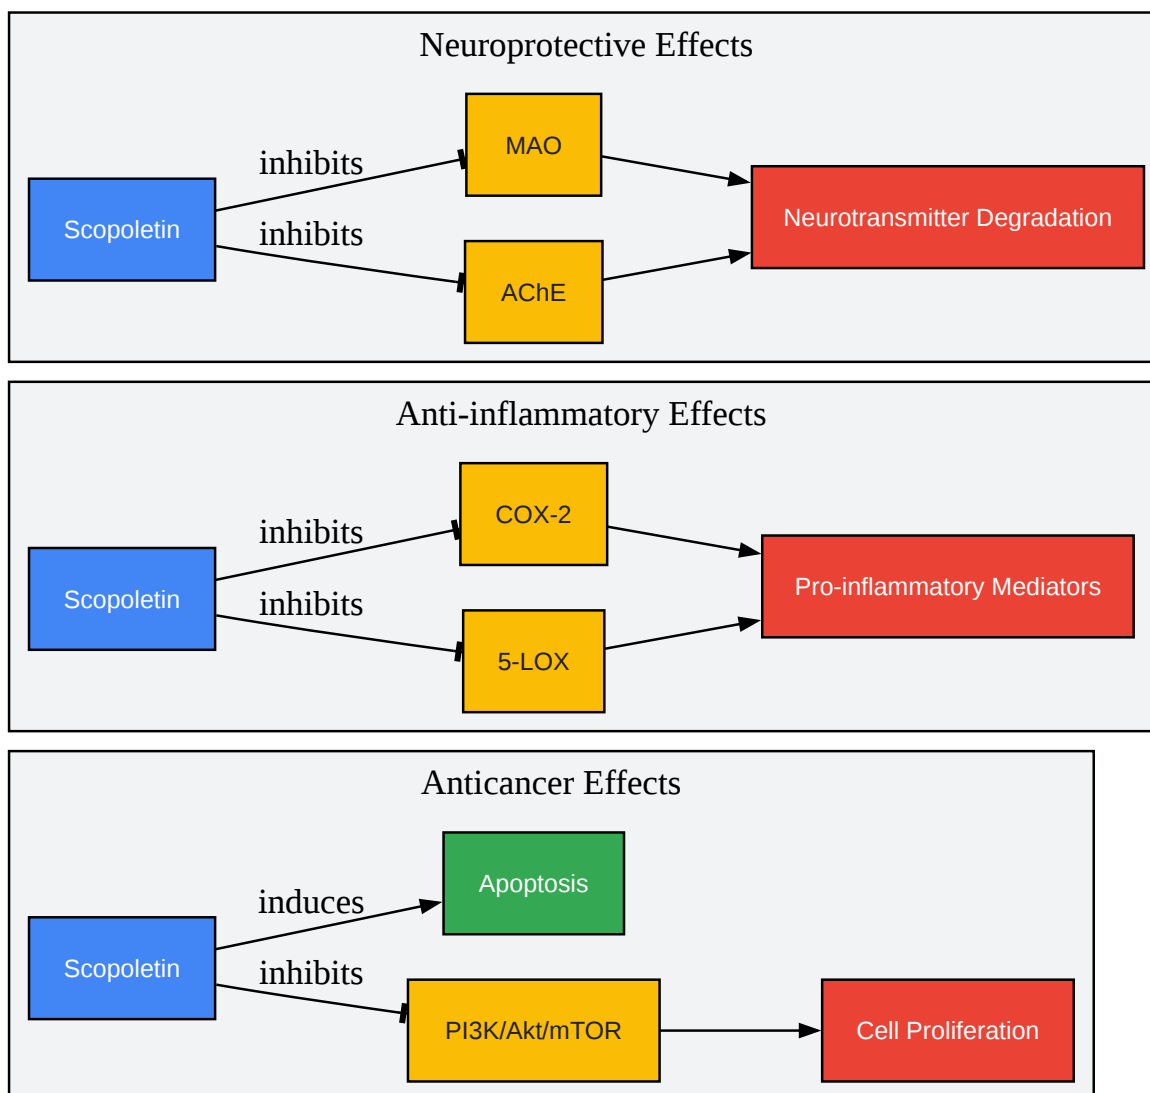 Neuroprotective Effects
inhibits
MAO
Scopoletin
Neurotransmitter Degradation
inhibits
AChE
Anti-inflammatory Effects
inhibits
COX-2
Scopoletin
Pro-inflammatory Mediators
inhibits
5-LOX
Anticancer Effects
induces
Apoptosis
Scopoletin
inhibits
PI3K/Akt/mTOR
Cell Proliferation